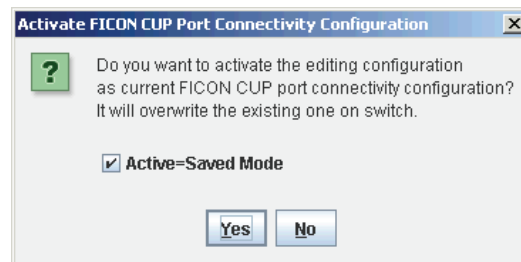 Activate FICON CUP Port Connectivity Configuration
?
Do you want to activate the editing configuration
as current FICON CUP port connectivity configuration?
It will overwrite the existing one on switch.
Active=Saved Mode
Yes No